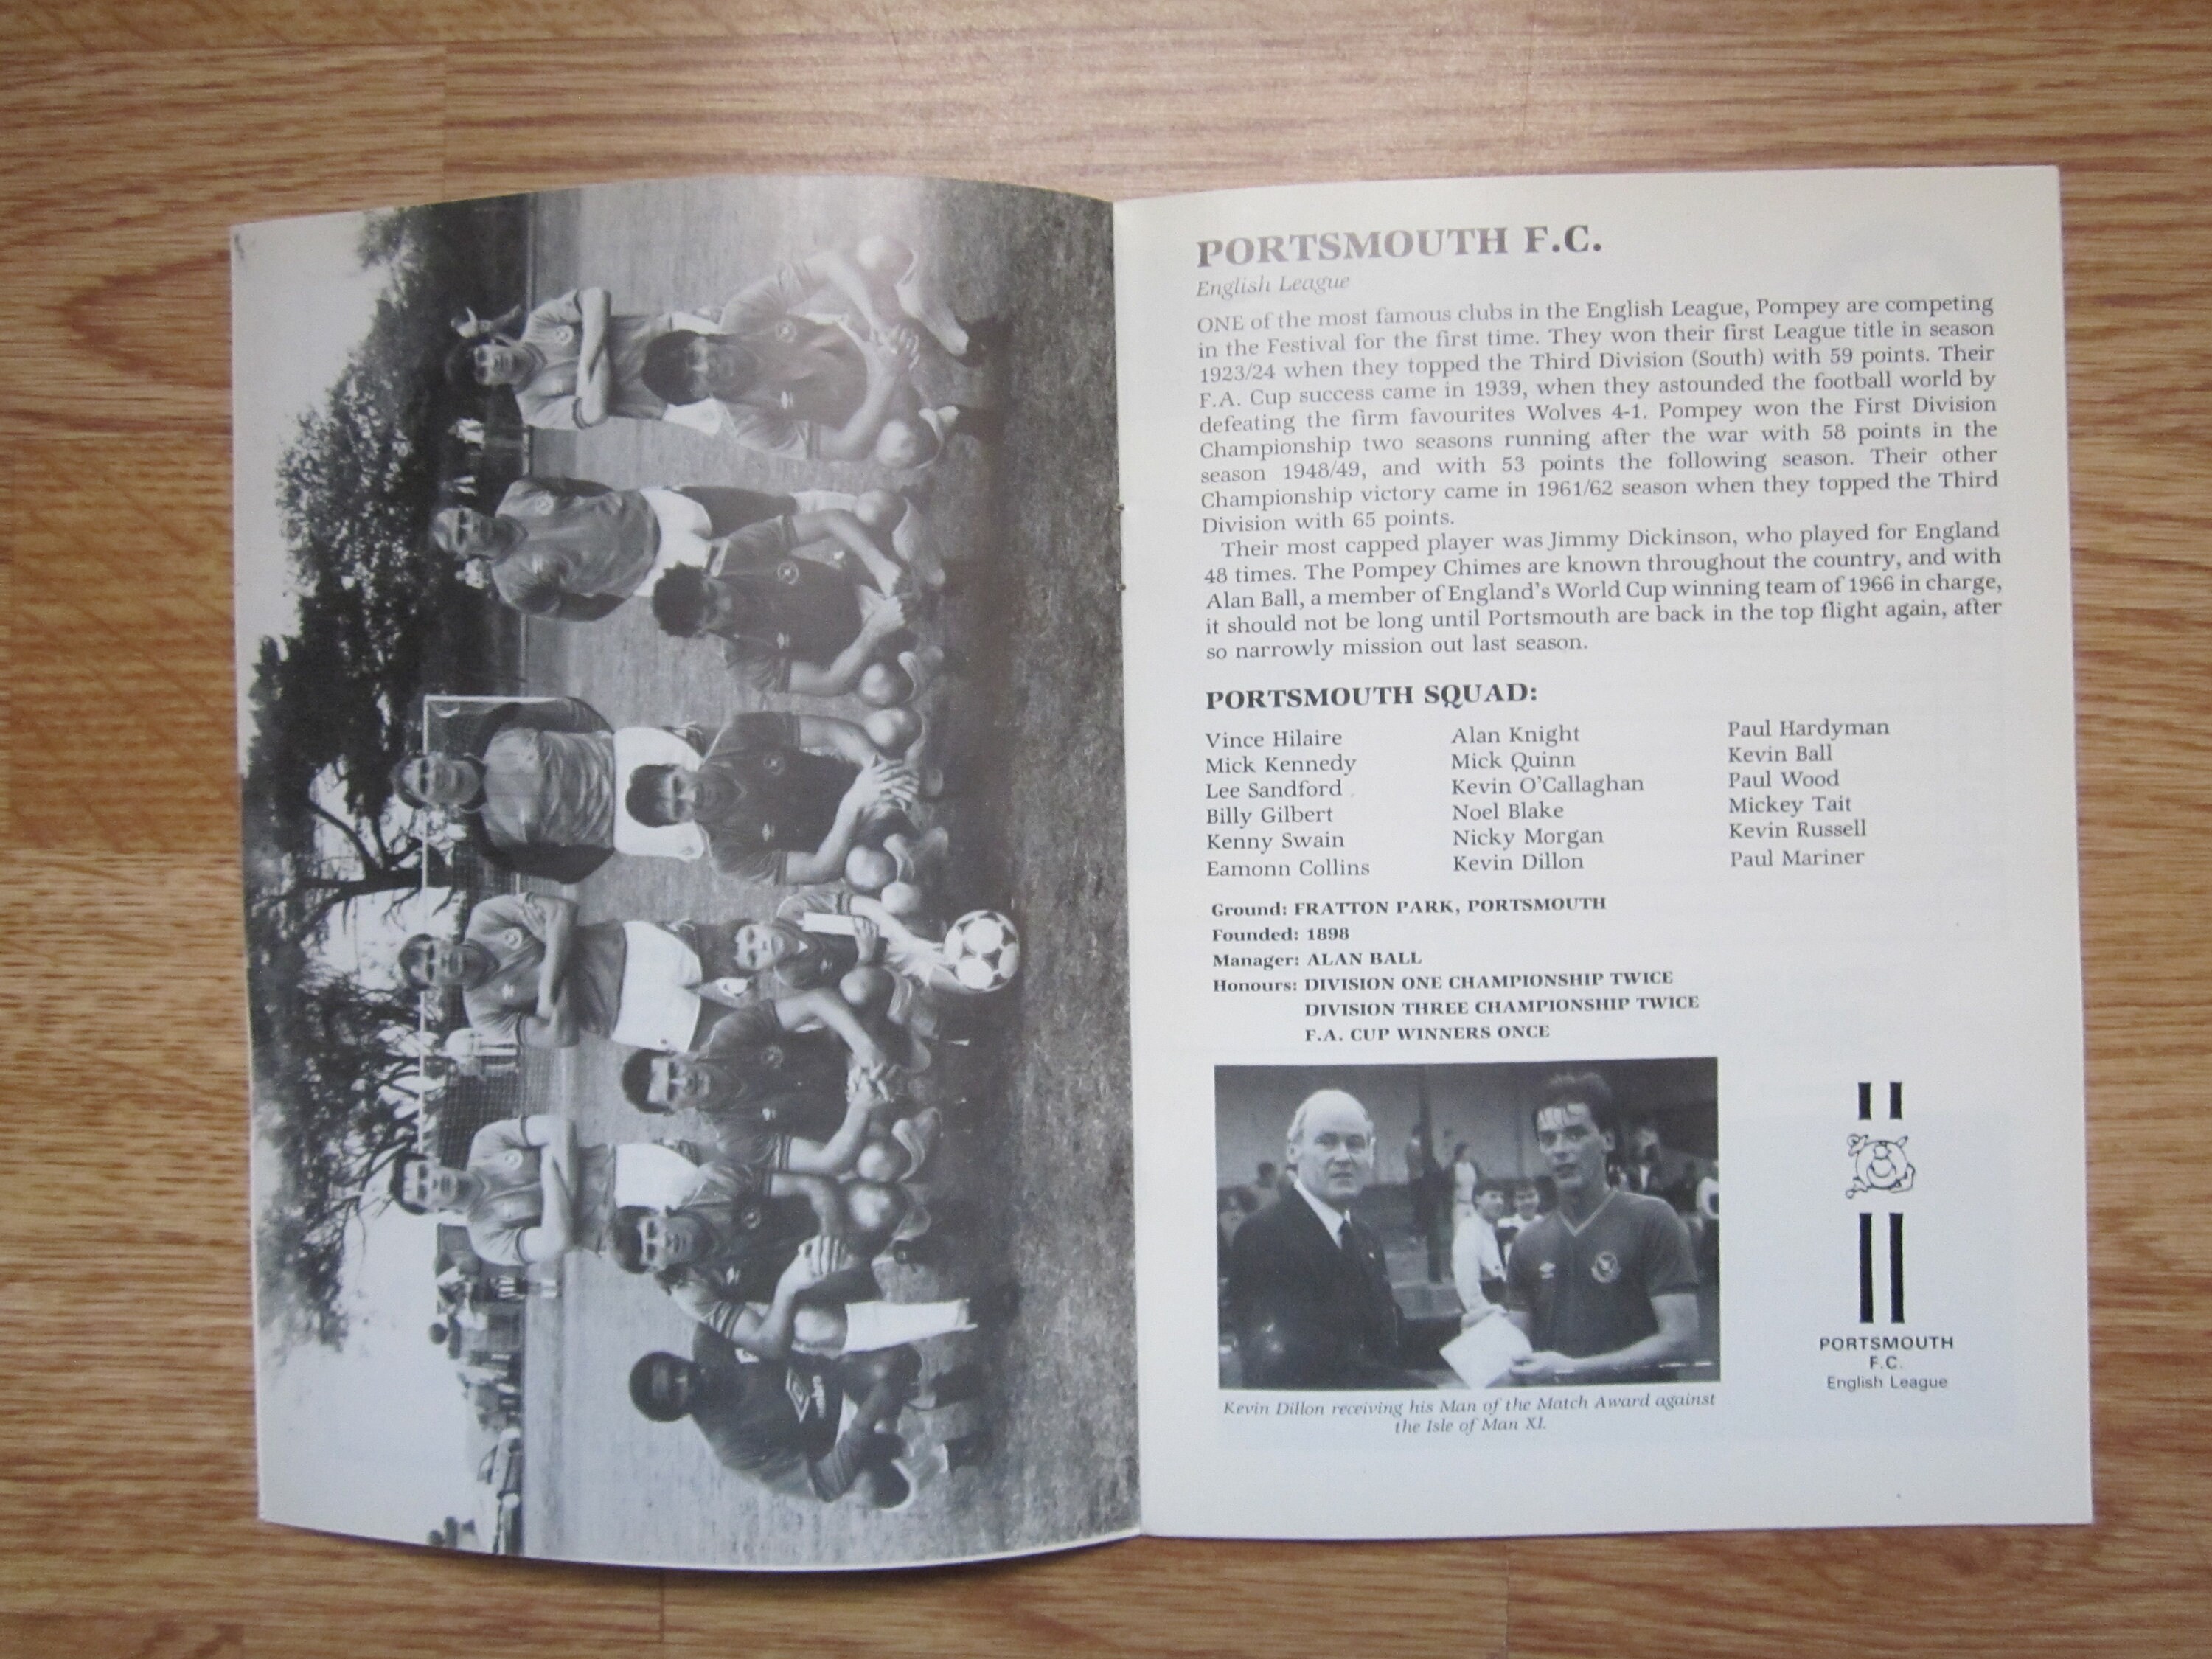 PORTSMOUTH F.C.
English League
ONE of the most famous clubs in the English League, Pompey are competing
in the Festival for the first time. They won their first League title in season
1923/24 when they topped the Third Division (South) with 59 points. Their
F.A. Cup success came in 1939, when they astounded the football world by
defeating the firm favourites Wolves 4-1. Pompey won the First Division
Championship two seasons running after the war with 58 points in the
season 1948/49, and with 53 points the following season. Their other
Championship victory came in 1961/62 season when they topped the Third
Division with 65 points.
Their most capped player was Jimmy Dickinson, who played for England
48 times. The Pompey Chimes are known throughout the country, and with
Alan Ball, a member of England's World Cup winning team of 1966 in charge,
it should not be long until Portsmouth are back in the top flight again, after
so narrowly mission out last season.
PORTSMOUTH SQUAD:
Vince Hilaire
Mick Kennedy
Lee Sandford
Billy Gilbert
Kenny Swain
Eamonn Collins
Alan Knight
Mick Quinn
Kevin O'Callaghan
Noel Blake
Nicky Morgan
Kevin Dillon
Paul Hardyman
Kevin Ball
Paul Wood
Mickey Tait
Kevin Russell
Paul Mariner
Ground: FRATTON PARK, PORTSMOUTH
Founded: 1898
Manager: ALAN BALL
Honours: DIVISION ONE CHAMPIONSHIP TWICE
DIVISION THREE CHAMPIONSHIP TWICE
F.A. CUP WINNERS ONCE
Kevin Dillon receiving his Man of the Match Award against
the Isle of Man XI.
PORTSMOUTH
F.C.
English League